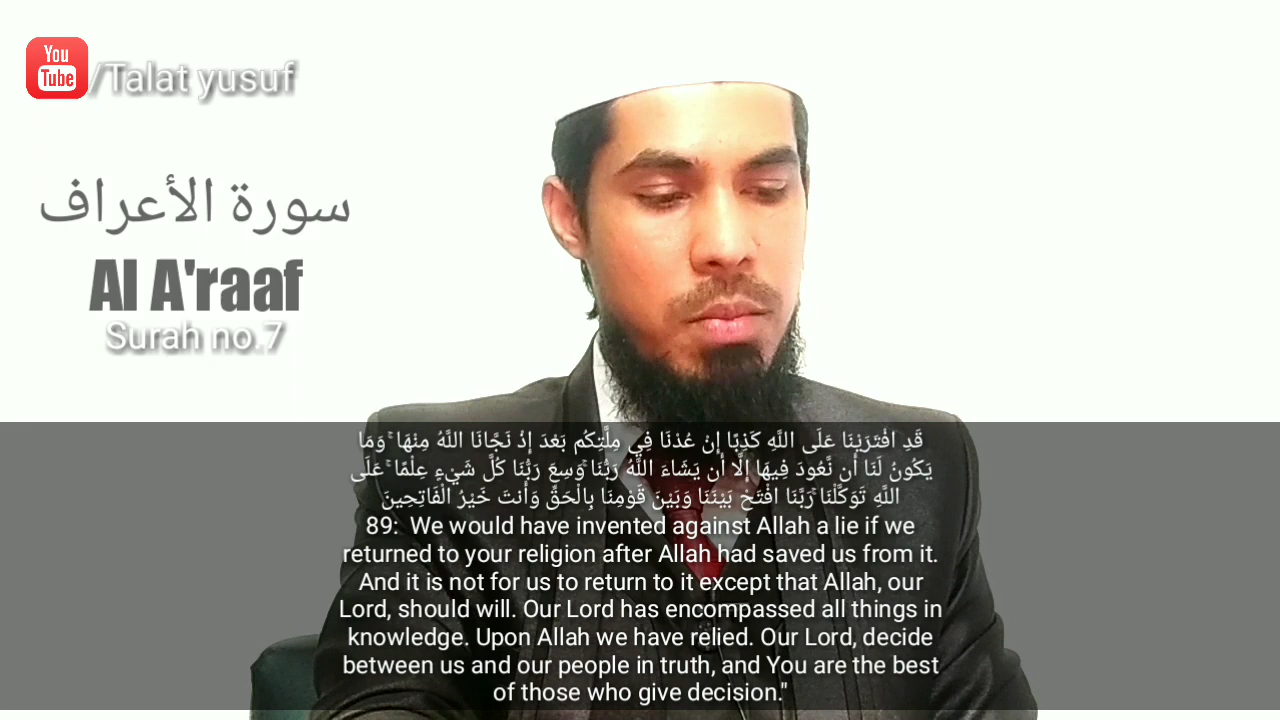 You
Tube
/Talat yusuf
سورة الأعراف
Al A'raaf
Surah no.7
قَدِ افْتَرَيْنَا عَلَى اللَّهِ كَذِبًا إِنْ عُدْنَا فِي مِلَّتِكُم بَعْدَ إِذْ نَجَّانَا اللَّهُ مِنْهَا ۚ وَمَا
يَكُونُ لَنَا أَن نَّعُودَ فِيهَا إِلَّا أَن يَشَاءَ اللَّهُ رَبُّنَا ۚ وَسِعَ رَبُّنَا كُلَّ شَيْءٍ عِلْمًا ۚ عَلَى
اللَّهِ تَوَكَّلْنَا ۚ رَبَّنَا افْتَحْ بَيْنَنَا وَبَيْنَ قَوْمِنَا بِالْحَقِّ وَأَنتَ خَيْرُ الْفَاتِحِينَ
89:  We would have invented against Allah a lie if we
returned to your religion after Allah had saved us from it.
And it is not for us to return to it except that Allah, our
Lord, should will. Our Lord has encompassed all things in
knowledge. Upon Allah we have relied. Our Lord, decide
between us and our people in truth, and You are the best
of those who give decision."